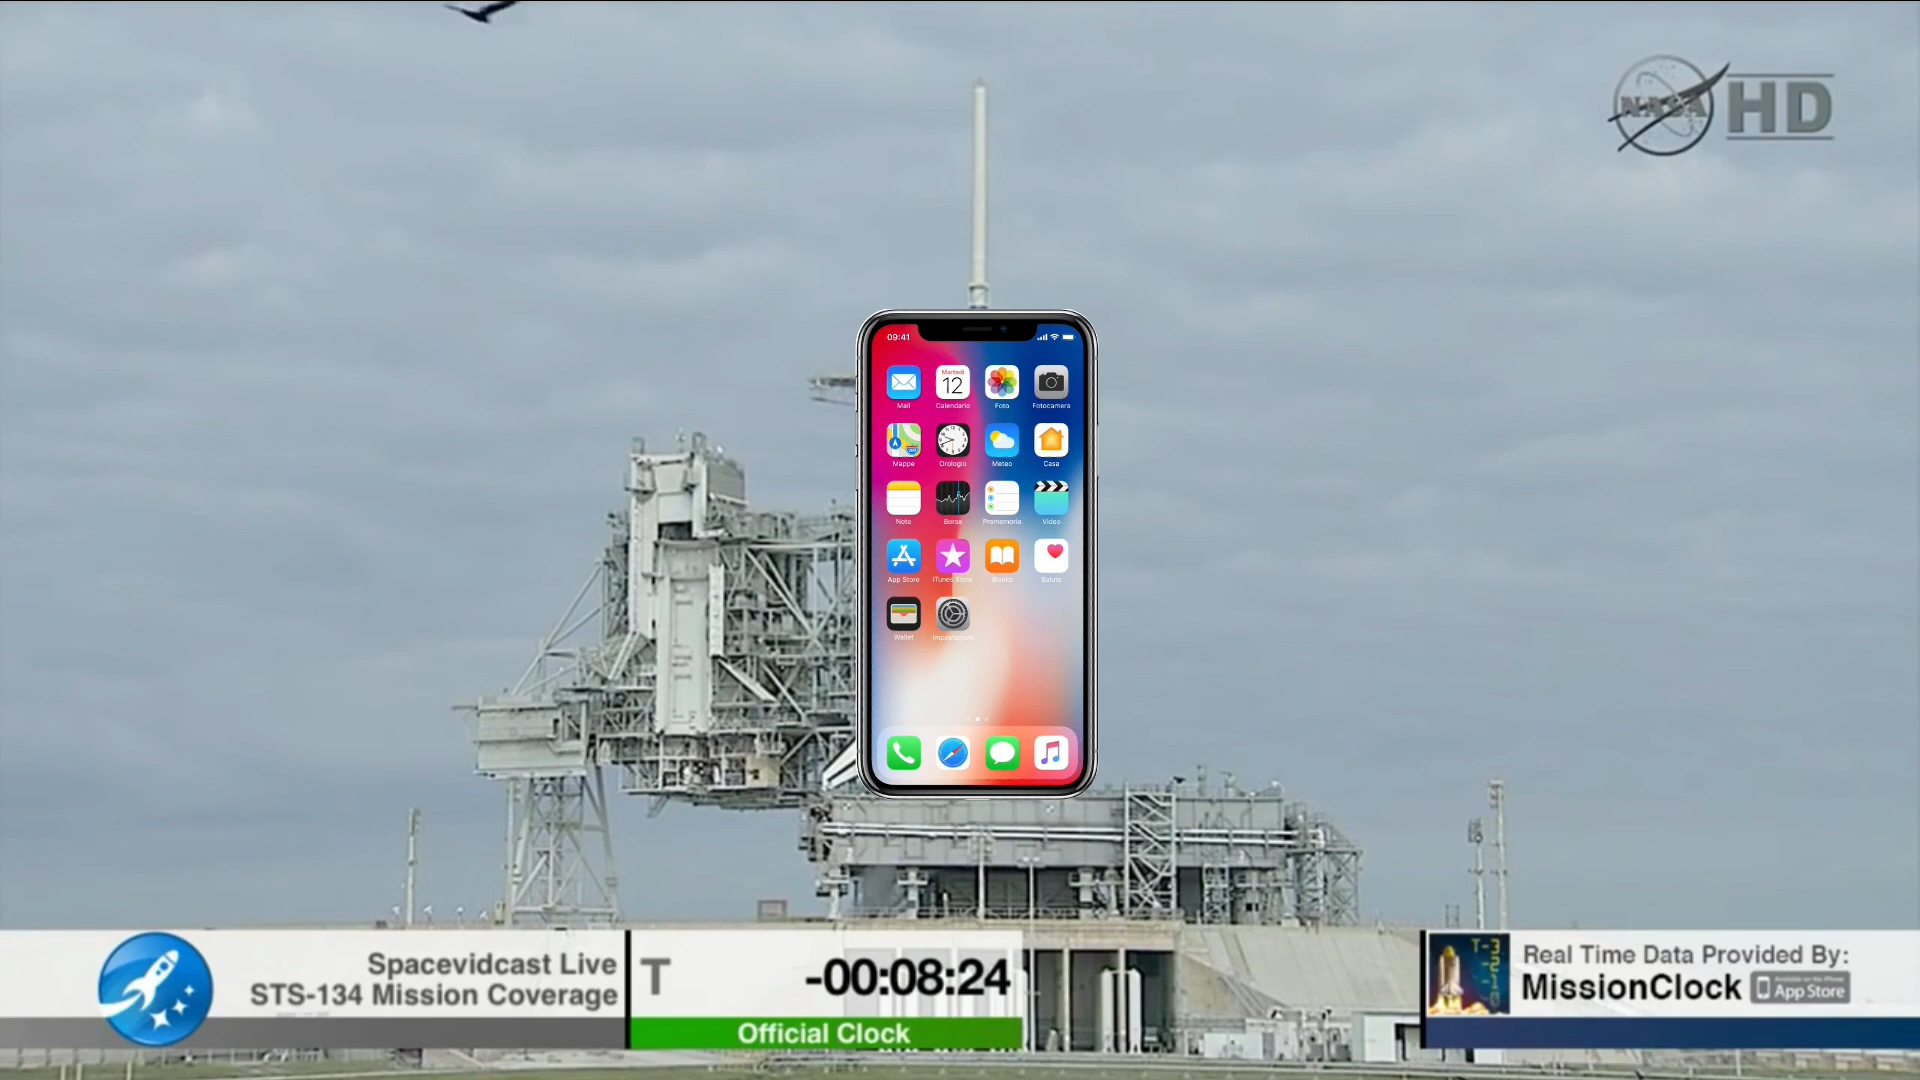 NASA HD
09:41
Mail
Martedì
12
Calendario
Foto
Fotocamera
Mappe
Orologio
Meteo
Casa
Note
Borsa
Promemoria
Video
App Store
iTunes Store
iBooks
Salute
Wallet
Impostazioni
Spacevidcast Live
STS-134 Mission Coverage
T -00:08:24
Official Clock
Real Time Data Provided By:
MissionClock
App Store